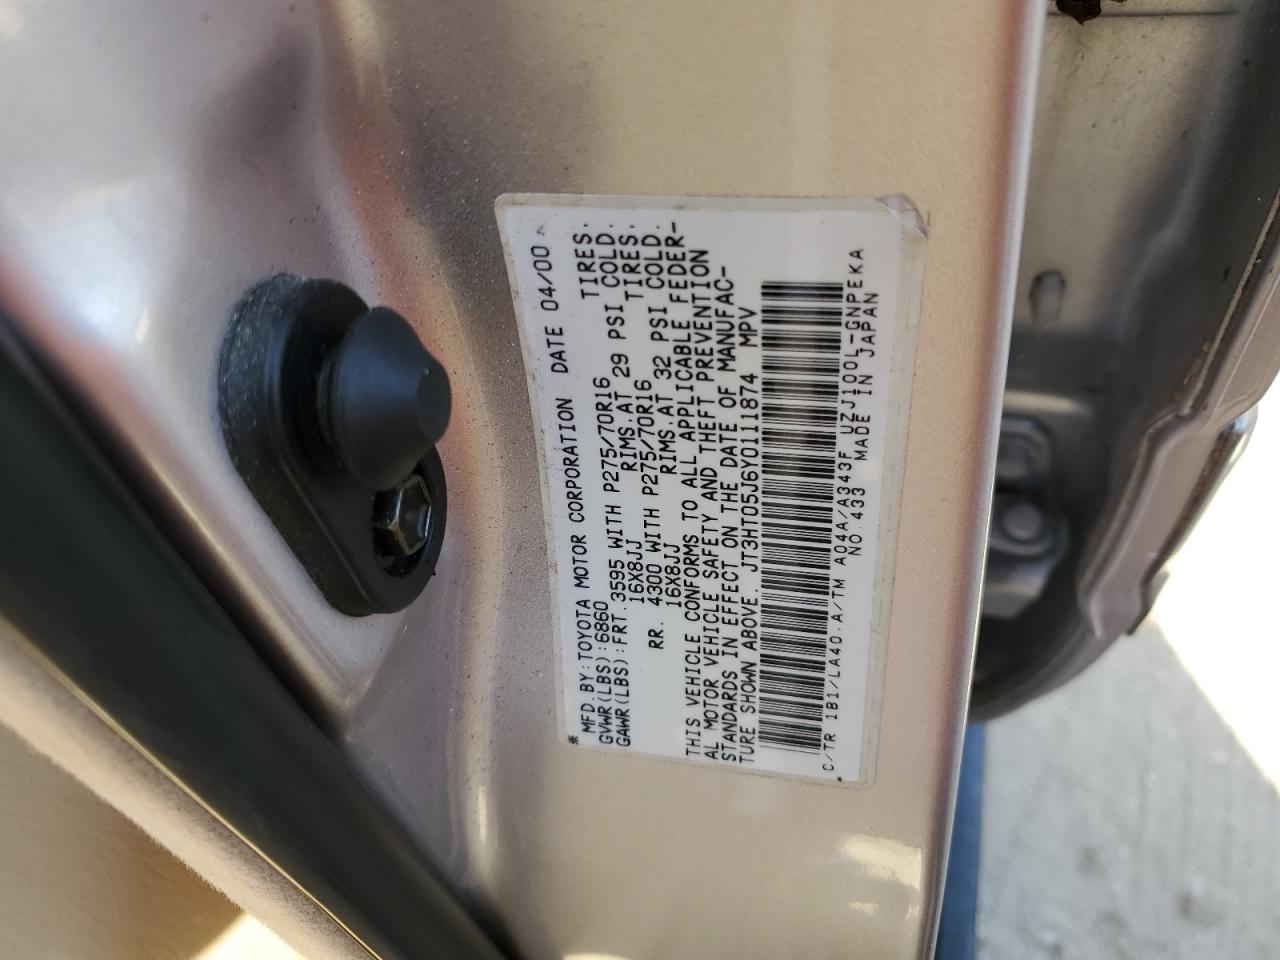 * MFD. BY: TOYOTA MOTOR CORPORATION DATE 04/00
GVWR(LBS):6860
GAWR(LBS):FRT. 3595 WITH P275/70R16 TIRES.
16X8JJ RIMS. AT 29 PSI COLD.
RR. 4300 WITH P275/70R16 TIRES.
16X8JJ RIMS. AT 32 PSI COLD.
THIS VEHICLE CONFORMS TO ALL APPLICABLE FEDER-
AL MOTOR VEHICLE SAFETY AND THEFT PREVENTION
STANDARDS IN EFFECT ON THE DATE OF MANUFAC-
TURE SHOWN ABOVE. JT3HT05J6Y0111874 MPV
C/TR 1B1/LA40.A/TM A04A/A343F UZJ100L-GNPEKA
NO.433 MADE IN JAPAN